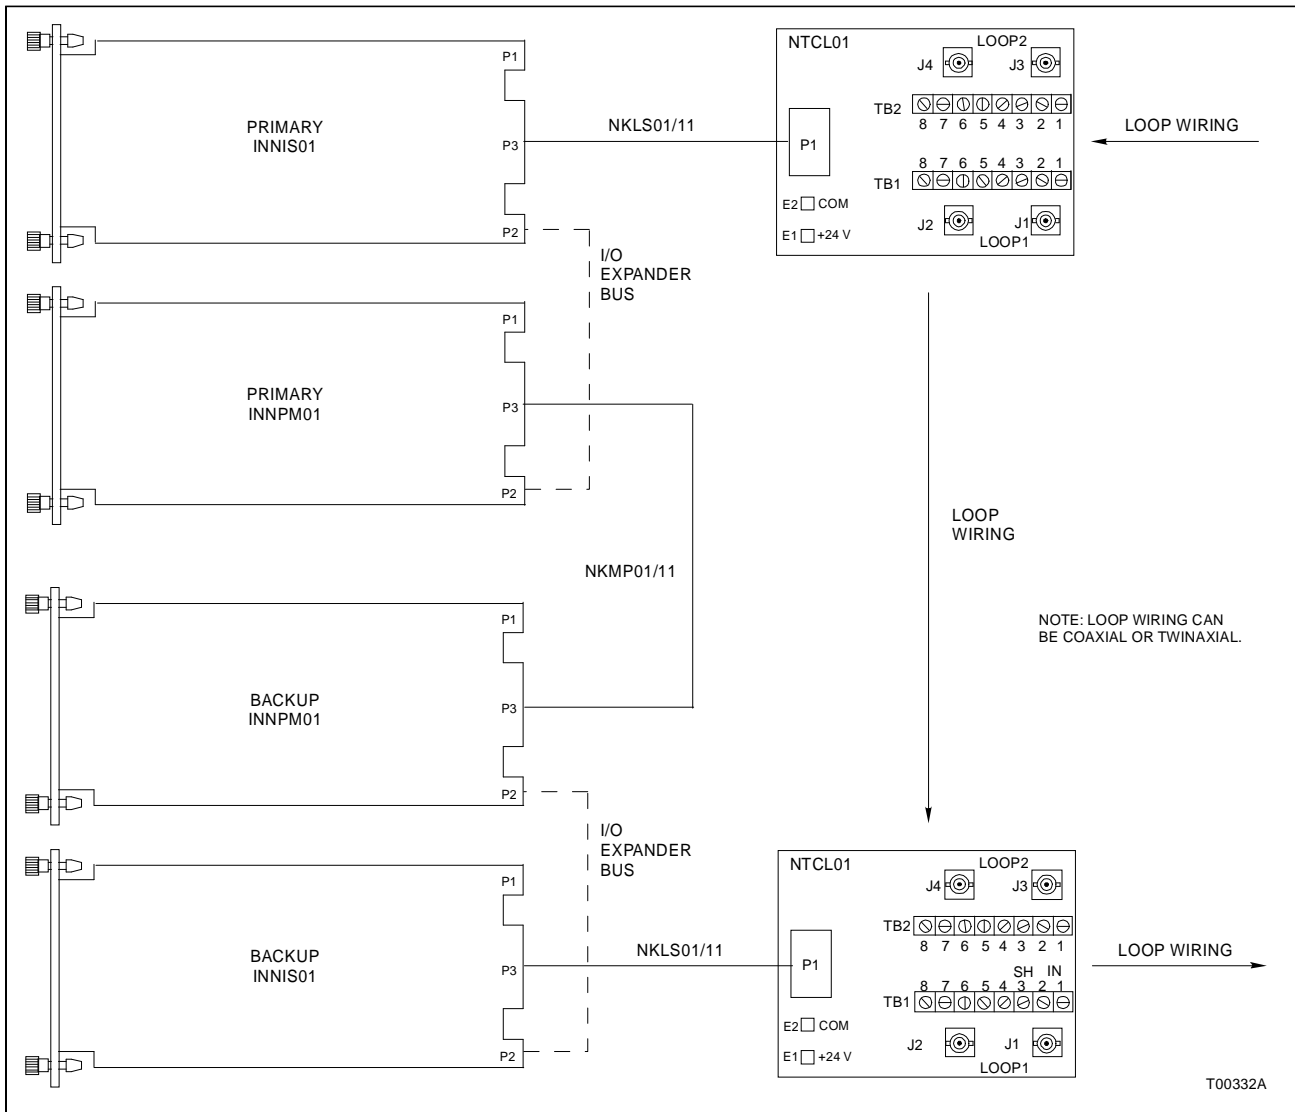 PRIMARY
INNIS01
P1
P3
P2
NKLS01/11
NTCL01
LOOP2
J4
J3
TB2
8 7 6 5 4 3 2 1
P1
8 7 6 5 4 3 2 1
TB1
E2 COM
E1 +24 V
J2
J1
LOOP1
LOOP WIRING
I/O
EXPANDER
BUS
PRIMARY
INNPM01
P1
P3
P2
NKMP01/11
LOOP
WIRING
NOTE: LOOP WIRING CAN
BE COAXIAL OR TWINAXIAL.
BACKUP
INNPM01
P1
P3
P2
I/O
EXPANDER
BUS
BACKUP
INNIS01
P1
P3
P2
NKLS01/11
NTCL01
LOOP2
J4
J3
TB2
8 7 6 5 4 3 2 1
P1
SH IN
8 7 6 5 4 3 2 1
TB1
E2 COM
E1 +24 V
J2
J1
LOOP1
LOOP WIRING
T00332A